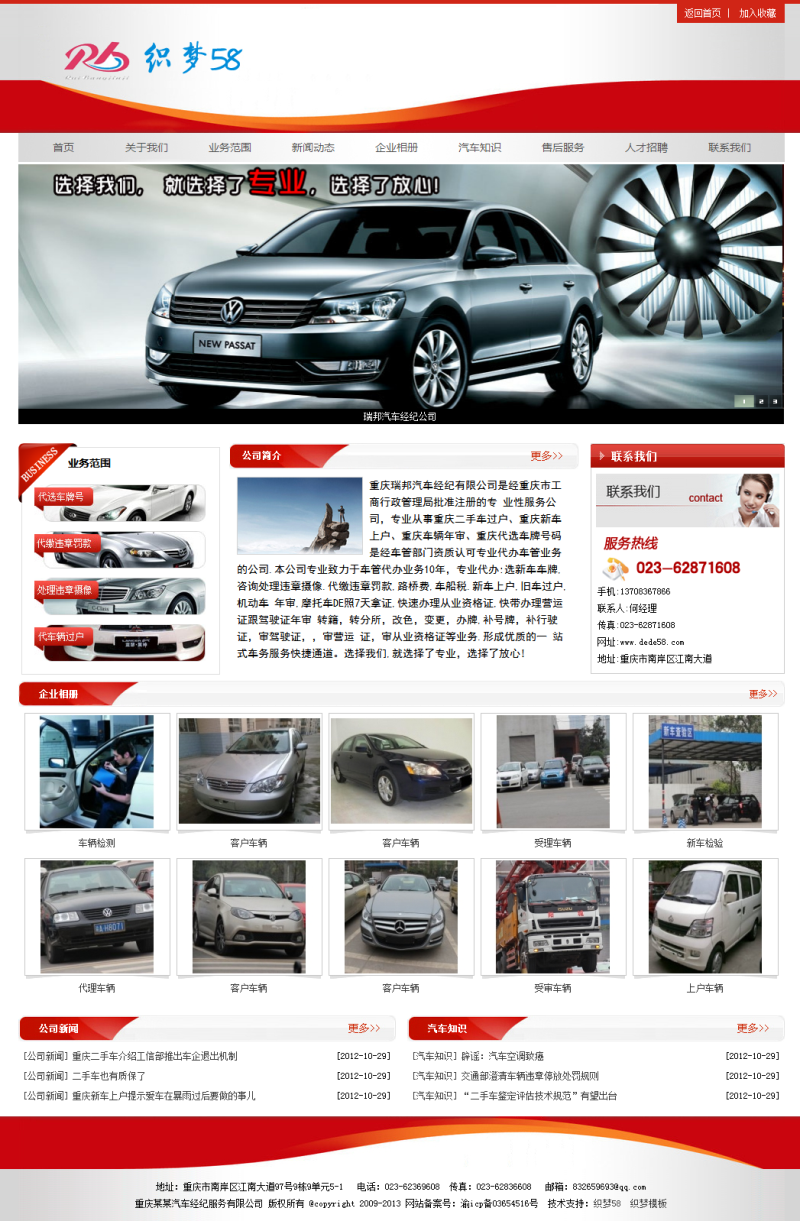 返回首页 | 加入收藏
织梦58
首页 关于我们 业务范围 新闻动态 企业相册 汽车知识 售后服务 人才招聘 联系我们
选择我们, 就选择了专业, 选择了放心!
NEW PASSAT
1 2 3
瑞邦汽车经纪公司
BUSINESS
业务范围
代选车牌号
代缴违章罚款
处理违章摄像
代车辆过户
公司简介
更多>>
重庆瑞邦汽车经纪有限公司是经重庆市工
商行政管理局批准注册的专 业性服务公
司，专业从事重庆二手车过户、重庆新车
上户、重庆车辆年审、重庆代选车牌号码
是经车管部门资质认可专业代办车管业务
的公司.本公司专业致力于车管代办业务10年，专业代办:选新车车牌.
咨询处理违章摄像.代缴违章罚款.路桥费.车船税.新车上户.旧车过户.
机动车 年审.摩托车DE照7天拿证.快速办理从业资格证.快带办理营运
证跟驾驶证年审 转籍，转分所，改色，变更，办牌.补号牌，补行驶
证，审驾驶证，，审营运 证，审从业资格证等业务.形成优质的一 站
式车务服务快捷通道。选择我们.就选择了专业，选择了放心!
联系我们
联系我们 contact
服务热线
023-62871608
手机:13708367866
联系人:何经理
传真:023-62871608
网址:www.dede58.com
地址:重庆市南岸区江南大道
企业相册
更多>>
新车查验区
车辆检测 客户车辆 客户车辆 受理车辆 新车检验
代理车辆 客户车辆 客户车辆 受审车辆 上户车辆
公司新闻
更多>>
[公司新闻] 重庆二手车介绍工信部推出车企退出机制 [2012-10-29]
[公司新闻] 二手车也有质保了 [2012-10-29]
[公司新闻] 重庆新车上户提示爱车在暴雨过后要做的事儿 [2012-10-29]
汽车知识
更多>>
[汽车知识] 辟谣：汽车空调致癌 [2012-10-29]
[汽车知识] 交通部澄清车辆违章停放处罚规则 [2012-10-29]
[汽车知识] “二手车鉴定评估技术规范”有望出台 [2012-10-29]
地址：重庆市南岸区江南大道97号9栋9单元5-1 电话：023-62369608 传真：023-62836608 邮箱：832659693@qq.com
重庆某某汽车经纪服务有限公司 版权所有 @copyright 2009-2013 网站备案号：渝icp备03654516号 技术支持：织梦58 织梦模板